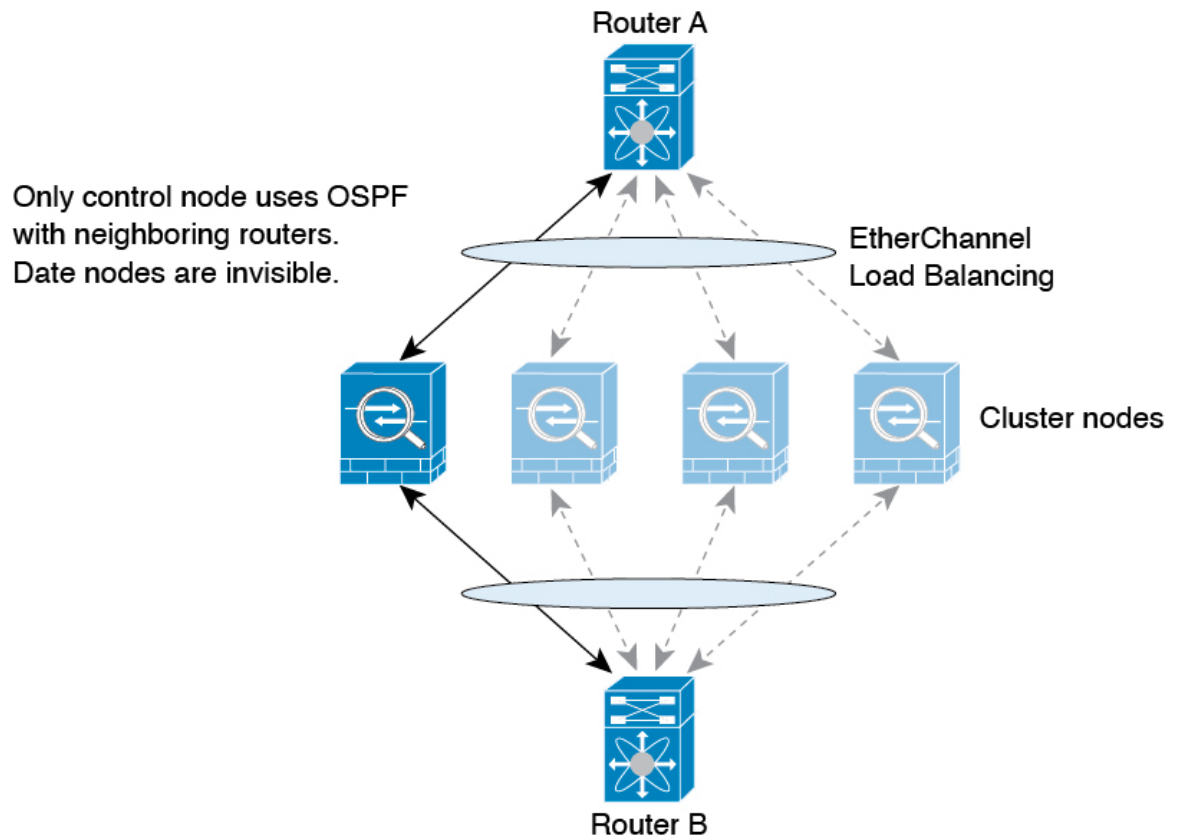 Router A
Only control node uses OSPF
with neighboring routers.
Date nodes are invisible.
EtherChannel
Load Balancing
Cluster nodes
Router B